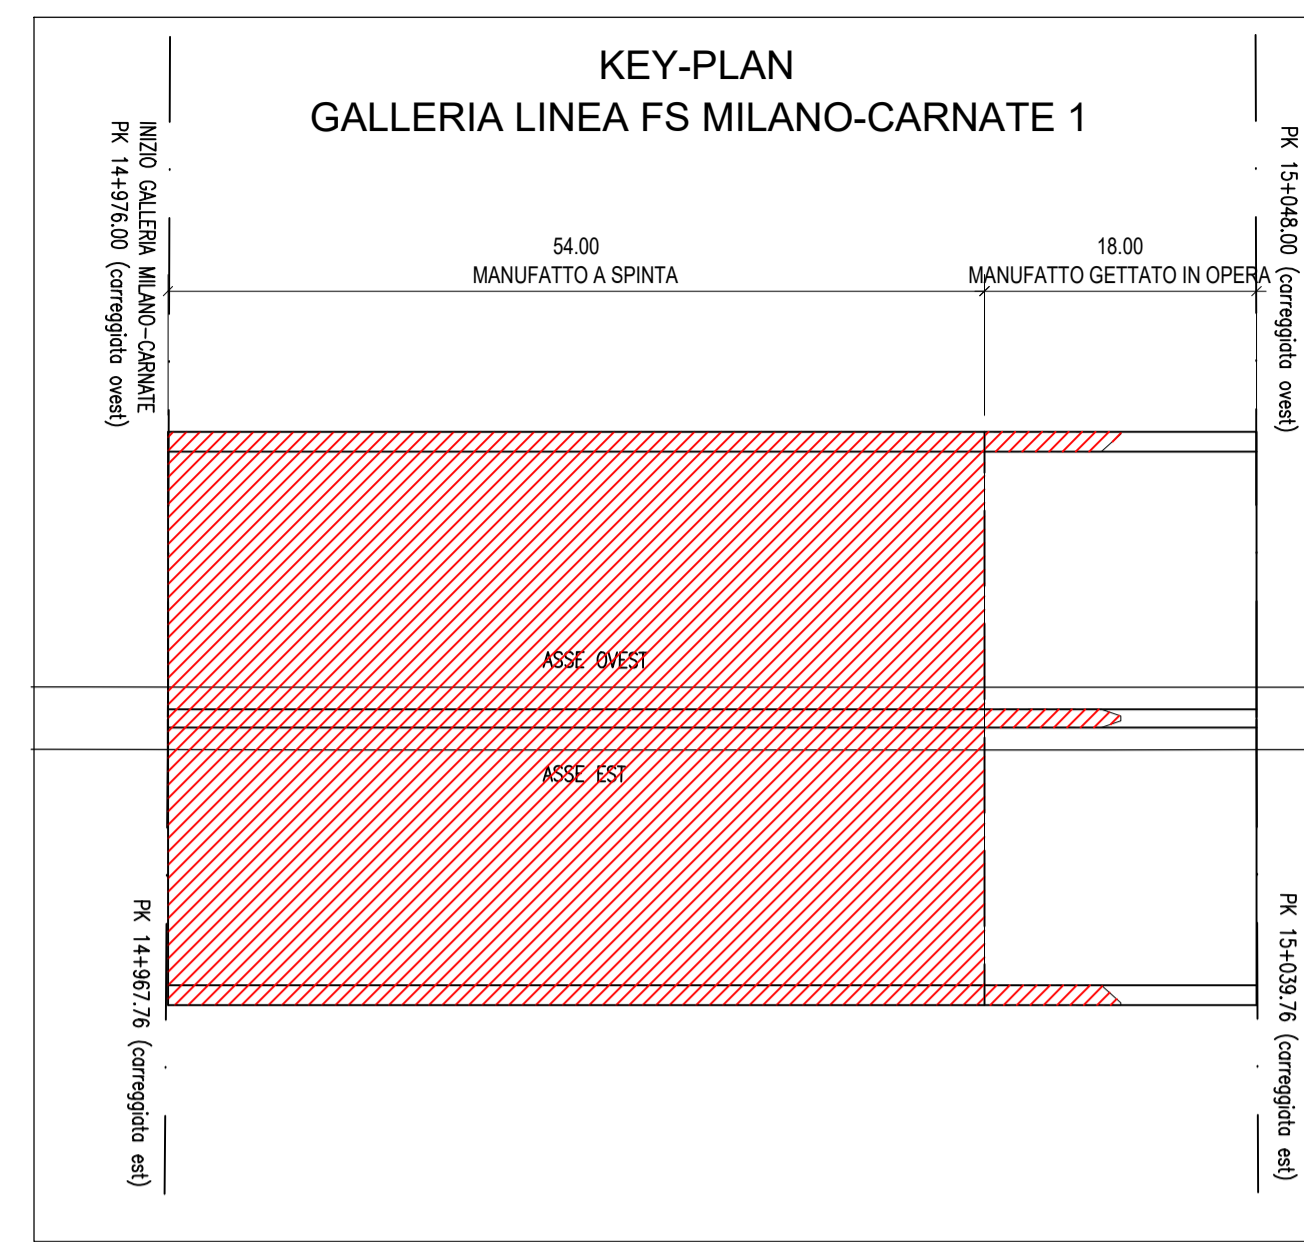 KEY-PLAN
GALLERIA LINEA FS MILANO-CARNATE 1
INIZIO GALLERIA MILANO-CARNATE
PK 14+976.00 (carreggiata ovest)
PK 15+048.00 (carreggiata ovest)
54.00
MANUFATTO A SPINTA
18.00
MANUFATTO GETTATO IN OPERA
ASSE OVEST
ASSE EST
PK 14+967.76 (carreggiata est)
PK 15+039.76 (carreggiata est)